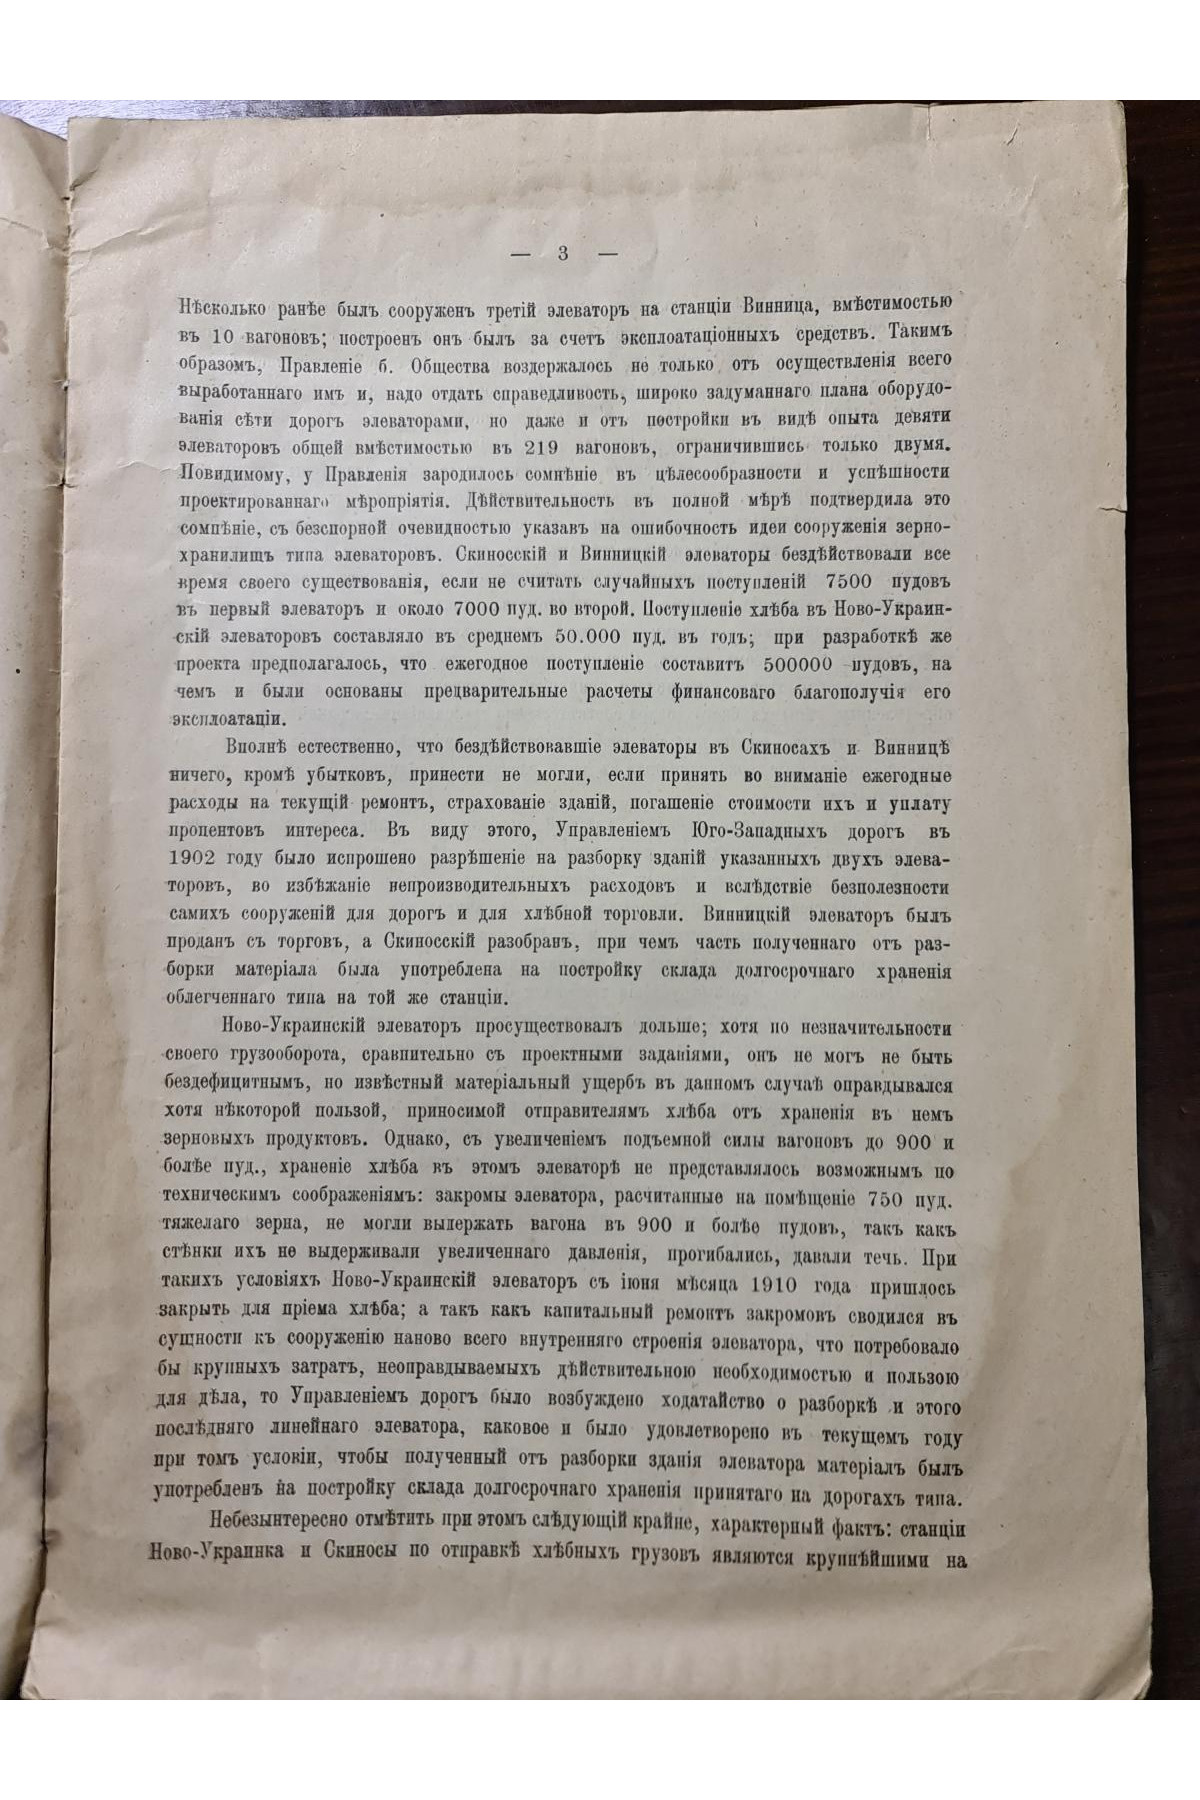 — 3 —
Нѣсколько ранѣе былъ сооруженъ третій элеваторъ на станціи Винница, вмѣстимостью
въ 10 вагоновъ; построенъ онъ былъ за счетъ эксплоатаціонныхъ средствъ. Такимъ
образомъ, Правленіе б. Общества воздержалось не только отъ осуществленія всего
выработаннаго имъ и, надо отдать справедливость, широко задуманнаго плана оборудо-
ванія сѣти дорогъ элеваторами, но даже и отъ постройки въ видѣ опыта девяти
элеваторовъ общей вмѣстимостью въ 219 вагоновъ, ограничившись только двумя.
Повидимому, у Правленія зародилось сомнѣніе въ цѣлесообразности и успѣшности
проектированнаго мѣропріятія. Дѣйствительность въ полной мѣрѣ подтвердила это
сомнѣніе, съ безспорной очевидностью указавъ на ошибочность идеи сооруженія зерно-
хранилищъ типа элеваторовъ. Скиносскій и Винницкій элеваторы бездѣйствовали все
время своего существованія, если не считать случайныхъ поступленій 7500 пудовъ
въ первый элеваторъ и около 7000 пуд. во второй. Поступленіе хлѣба въ Ново-Украин-
скій элеваторовъ составляло въ среднемъ 50.000 пуд. въ годъ; при разработкѣ же
проекта предполагалось, что ежегодное поступленіе составитъ 500000 пудовъ, на
чемъ и были основаны предварительные расчеты финансоваго благополучія его
эксплоатаціи.
Вполнѣ естественно, что бездѣйствовавшіе элеваторы въ Скиносахъ и Винницѣ
ничего, кромѣ убытковъ, принести не могли, если принять во вниманіе ежегодные
расходы на текущій ремонтъ, страхованіе зданій, погашеніе стоимости ихъ и уплату
процентовъ интереса. Въ виду этого, Управленіемъ Юго-Западныхъ дорогъ въ
1902 году было испрошено разрѣшеніе на разборку зданій указанныхъ двухъ элева-
торовъ, во избѣжаніе непроизводительныхъ расходовъ и вслѣдствіе безполезности
самихъ сооруженій для дорогъ и для хлѣбной торговли. Винницкій элеваторъ былъ
проданъ съ торговъ, а Скиносскій разобранъ, при чемъ часть полученнаго отъ раз-
борки матеріала была употреблена на постройку склада долгосрочнаго храненія
облегченнаго типа на той же станціи.
Ново-Украинскій элеваторъ просуществовалъ дольше; хотя по незначительности
своего грузооборота, сравнительно съ проектными заданіями, онъ не могъ не быть
бездефицитнымъ, но извѣстный матеріальный ущербъ въ данномъ случаѣ оправдывался
хотя нѣкоторой пользой, приносимой отправителямъ хлѣба отъ храненія въ немъ
зерновыхъ продуктовъ. Однако, съ увеличеніемъ подъемной силы вагоновъ до 900 и
болѣе пуд., храненіе хлѣба въ этомъ элеваторѣ не представлялось возможнымъ по
техническимъ соображеніямъ: закромы элеватора, расчитанные на помѣщеніе 750 пуд.
тяжелаго зерна, не могли выдержать вагона въ 900 и болѣе пудовъ, такъ какъ
стѣнки ихъ не выдерживали увеличеннаго давленія, прогибались, давали течь. При
такихъ условіяхъ Ново-Украинскій элеваторъ съ іюня мѣсяца 1910 года пришлось
закрыть для пріема хлѣба; а такъ какъ капитальный ремонтъ закромовъ сводился въ
сущности къ сооруженію наново всего внутренняго строенія элеватора, что потребовало
бы крупныхъ затратъ, неоправдываемыхъ дѣйствительною необходимостью и пользою
для дѣла, то Управленіемъ дорогъ было возбуждено ходатайство о разборкѣ и этого
послѣдняго линейнаго элеватора, каковое и было удовлетворено въ текущемъ году
при томъ условіи, чтобы полученный отъ разборки зданія элеватора матеріалъ былъ
употребленъ на постройку склада долгосрочнаго храненія принятаго на дорогахъ типа.
Небезынтересно отмѣтить при этомъ слѣдующій крайне, характерный фактъ: станціи
Ново-Украинка и Скиносы по отправкѣ хлѣбныхъ грузовъ являются крупнѣйшими на